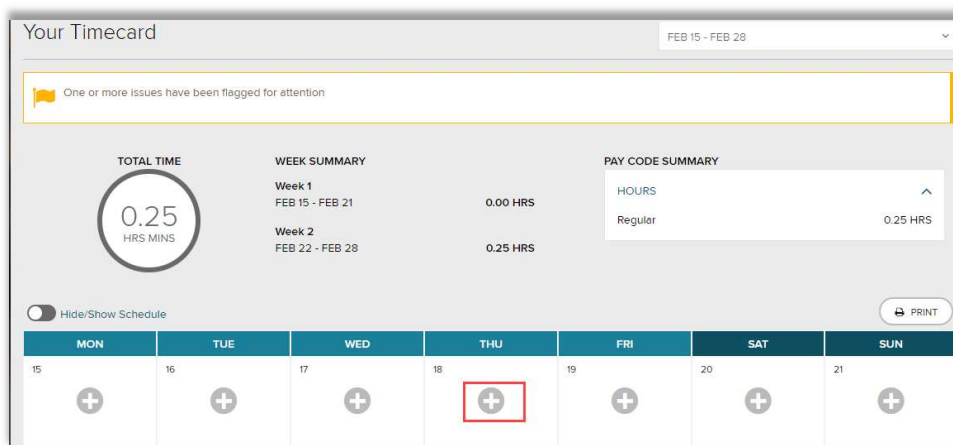 Your Timecard
FEB 15 - FEB 28
One or more issues have been flagged for attention
TOTAL TIME
0.25
HRS MINS
WEEK SUMMARY
Week 1
FEB 15 - FEB 21 0.00 HRS
Week 2
FEB 22 - FEB 28 0.25 HRS
PAY CODE SUMMARY
HOURS
Regular 0.25 HRS
Hide/Show Schedule
PRINT
MON TUE WED THU FRI SAT SUN
15 16 17 18 19 20 21